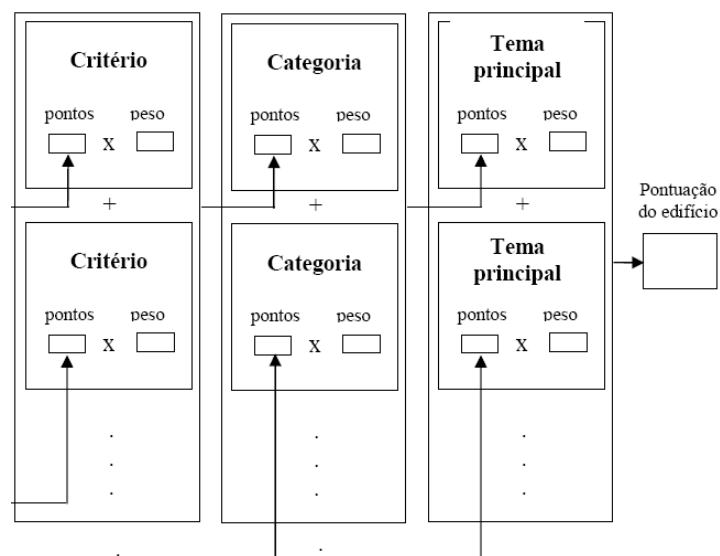 Critério
pontos peso
X
+
Critério
pontos peso
X
Categoria
pontos peso
X
+
Categoria
pontos peso
X
Tema
principal
pontos peso
X
+
Tema
principal
pontos peso
X
Pontuação
do edifício